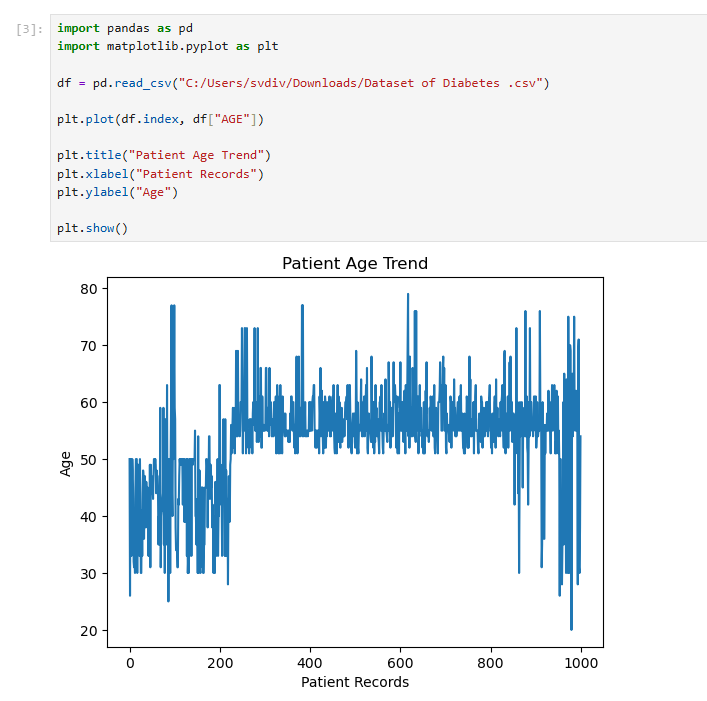 [3]:
import pandas as pd
import matplotlib.pyplot as plt
df = pd.read_csv("C:/Users/svdiv/Downloads/Dataset of Diabetes .csv")
plt.plot(df.index, df["AGE"])
plt.title("Patient Age Trend")
plt.xlabel("Patient Records")
plt.ylabel("Age")
plt.show()
Patient Age Trend
80
70
60
50
40
30
20
Age
0 200 400 600 800 1000
Patient Records